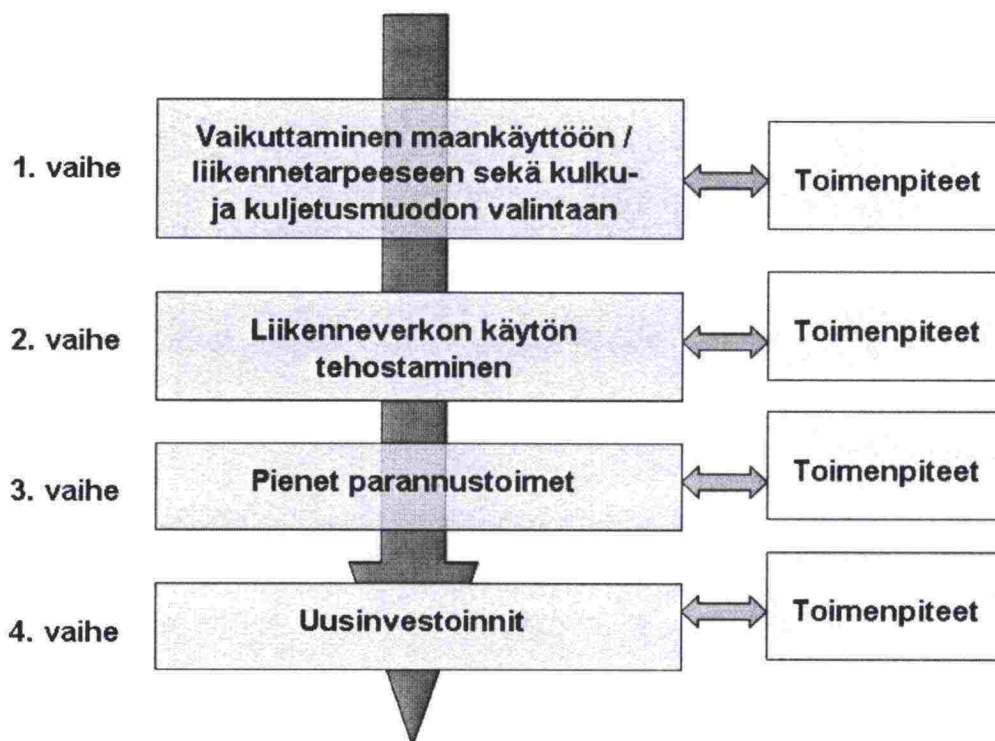 1. vaihe
Vaikuttaminen maankäyttöön /
liikennetarpeeseen sekä kulku-
ja kuljetusmuodon valintaan
Toimenpiteet
2. vaihe
Liikenneverkon käytön
tehostaminen
Toimenpiteet
3. vaihe
Pienet parannustoimet
Toimenpiteet
4. vaihe
Uusinvestoinnit
Toimenpiteet